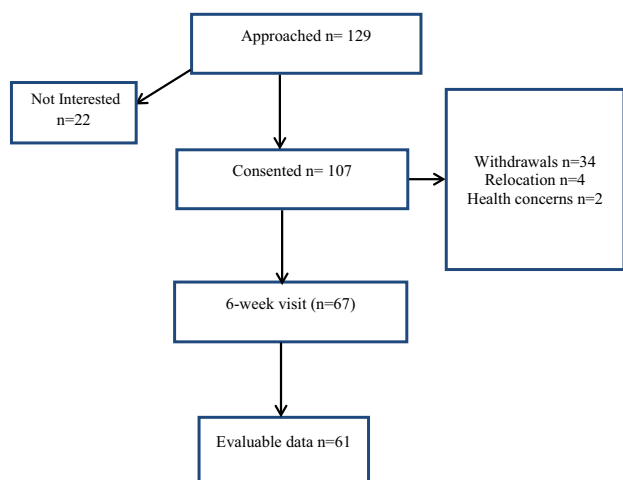 Approached n= 129
Not Interested
n=22
Consented n= 107
Withdrawals n=34
Relocation n=4
Health concerns n=2
6-week visit (n=67)
Evaluable data n=61